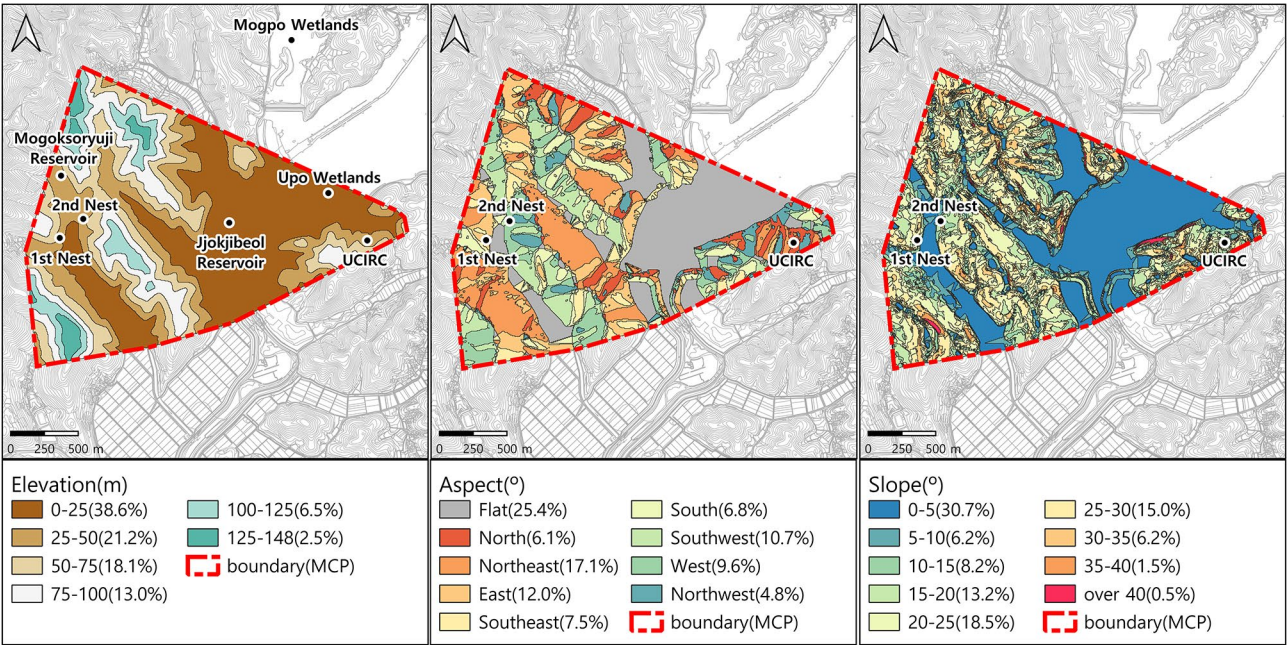 Mogpo Wetlands
Mogoksoryuji
Reservoir
Upo Wetlands
2nd Nest
1st Nest
Jjokjibeol
Reservoir
UCIRC
0 250 500 m
2nd Nest
1st Nest
UCIRC
0 250 500 m
2nd Nest
1st Nest
UCIRC
0 250 500 m
Elevation(m)
0-25(38.6%)
25-50(21.2%)
50-75(18.1%)
75-100(13.0%)
100-125(6.5%)
125-148(2.5%)
boundary(MCP)
Aspect(º)
Flat(25.4%)
North(6.1%)
Northeast(17.1%)
East(12.0%)
Southeast(7.5%)
South(6.8%)
Southwest(10.7%)
West(9.6%)
Northwest(4.8%)
boundary(MCP)
Slope(º)
0-5(30.7%)
5-10(6.2%)
10-15(8.2%)
15-20(13.2%)
20-25(18.5%)
25-30(15.0%)
30-35(6.2%)
35-40(1.5%)
over 40(0.5%)
boundary(MCP)